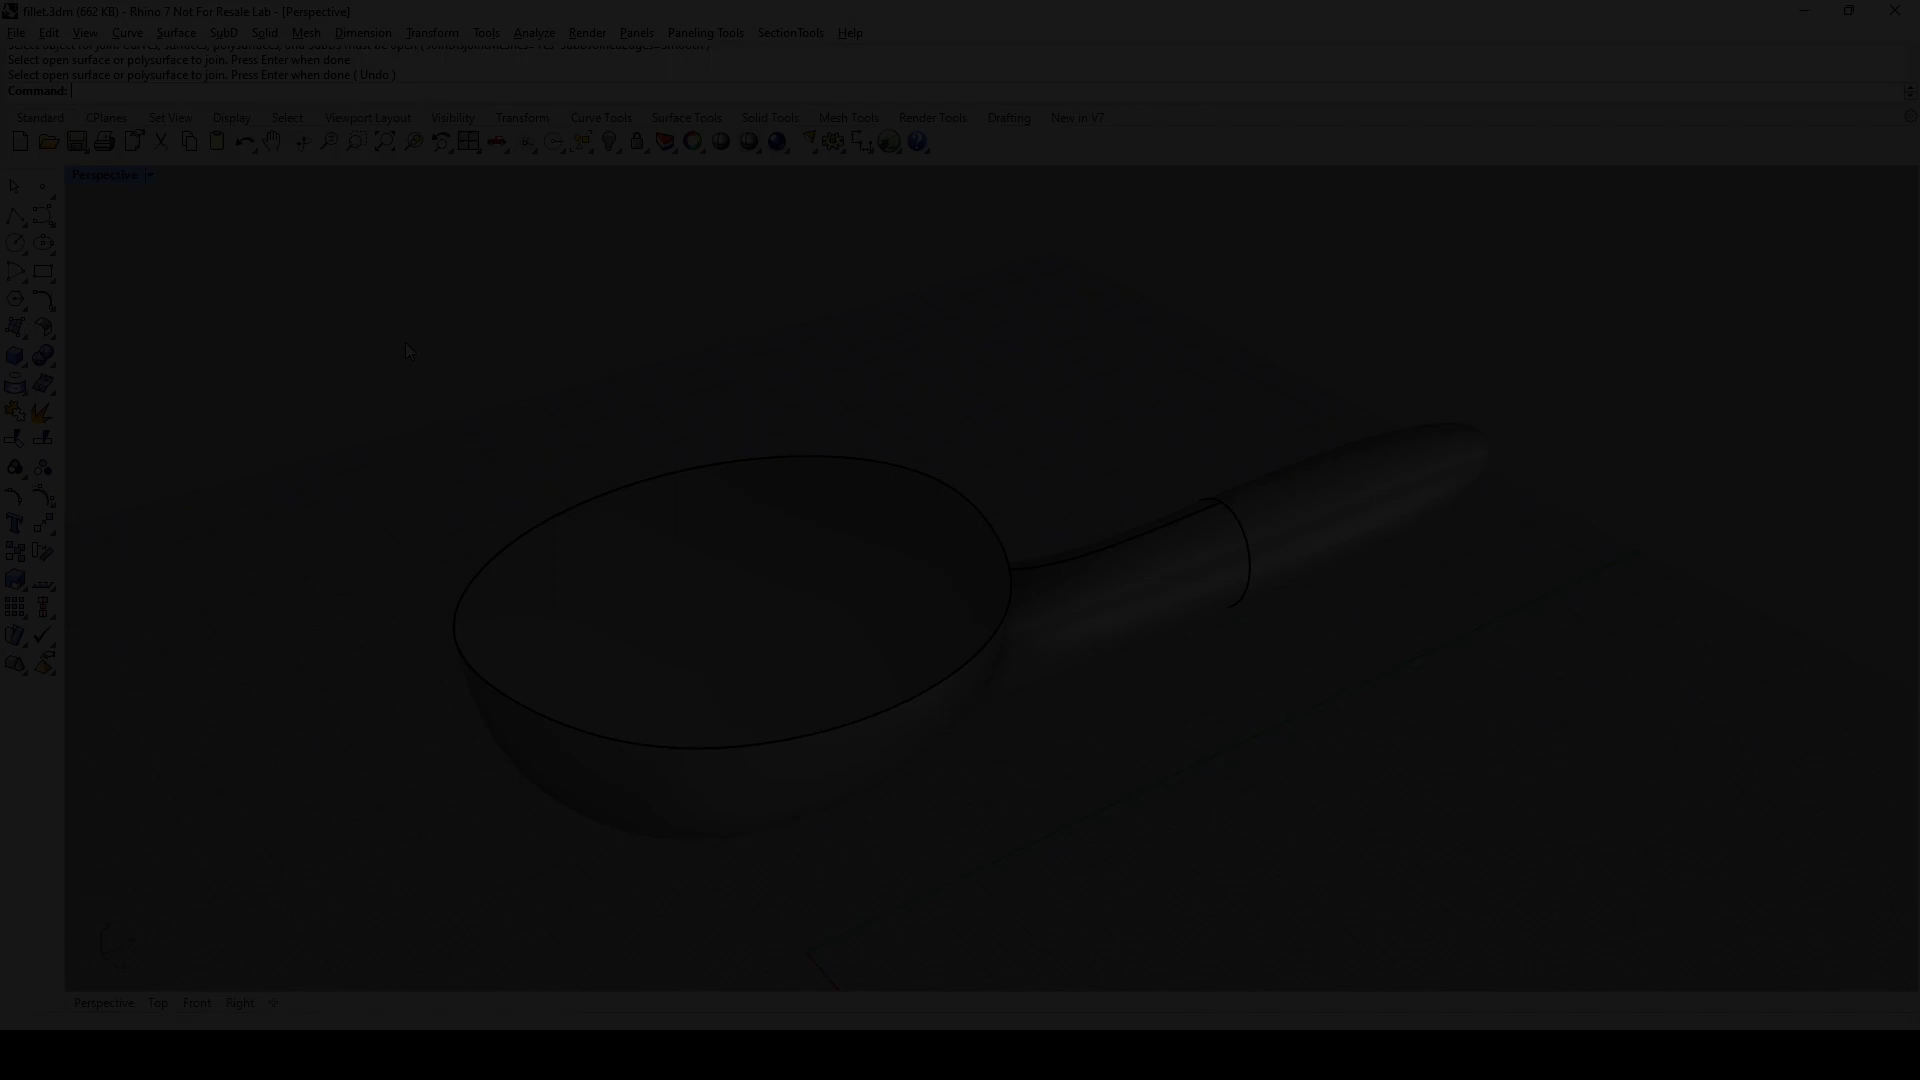 fillet.3dm (662 KB) - Rhino 7 Not For Resale Lab - [Perspective]
File Edit View Curve Surface SubD Solid Mesh Dimension Transform Tools Analyze Render Panels Paneling Tools SectionTools Help
Select open surface or polysurface to join. Press Enter when done
Select open surface or polysurface to join. Press Enter when done ( Undo )
Command:
Standard CPlanes Set View Display Select Viewport Layout Visibility Transform Curve Tools Surface Tools Solid Tools Mesh Tools Render Tools Drafting New in V7
Perspective
Perspective Top Front Right